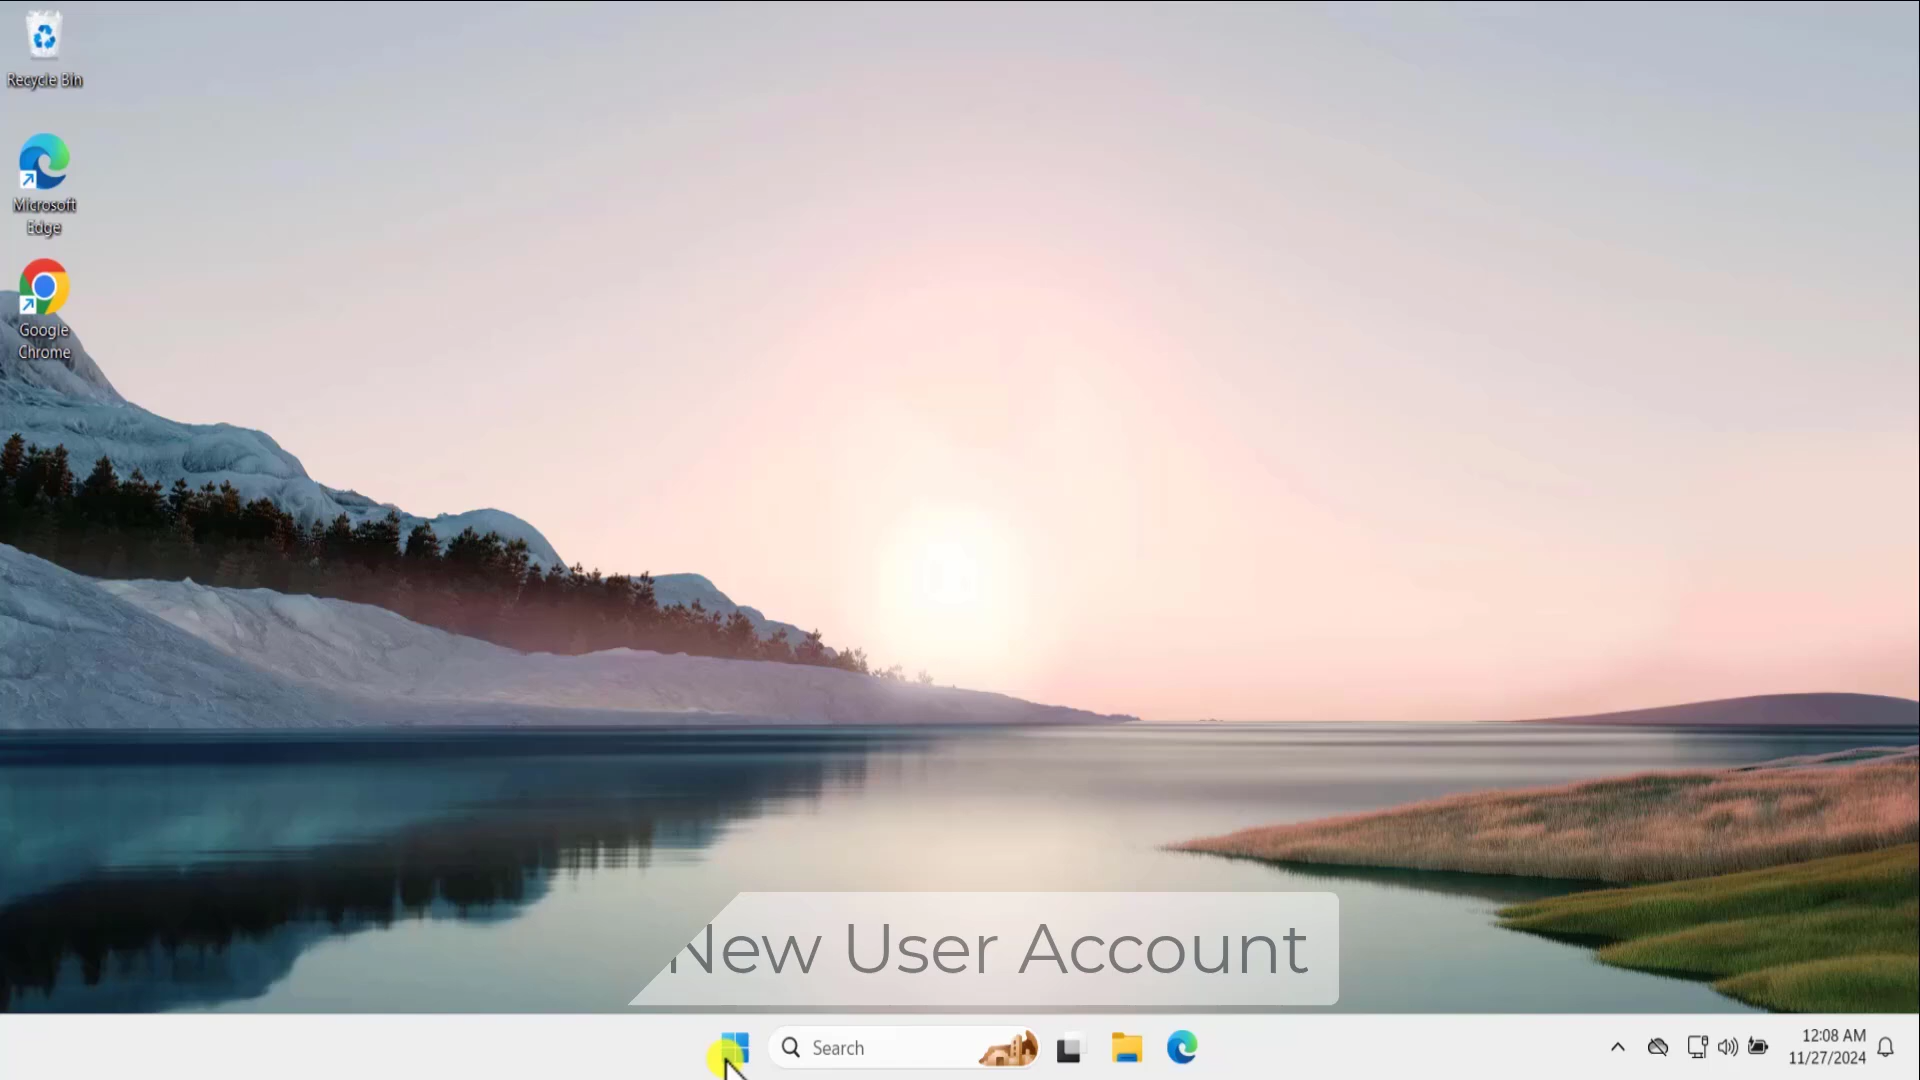 Recycle Bin
Microsoft
Edge
Google
Chrome
New User Account
Search
12:08 AM
11/27/2024